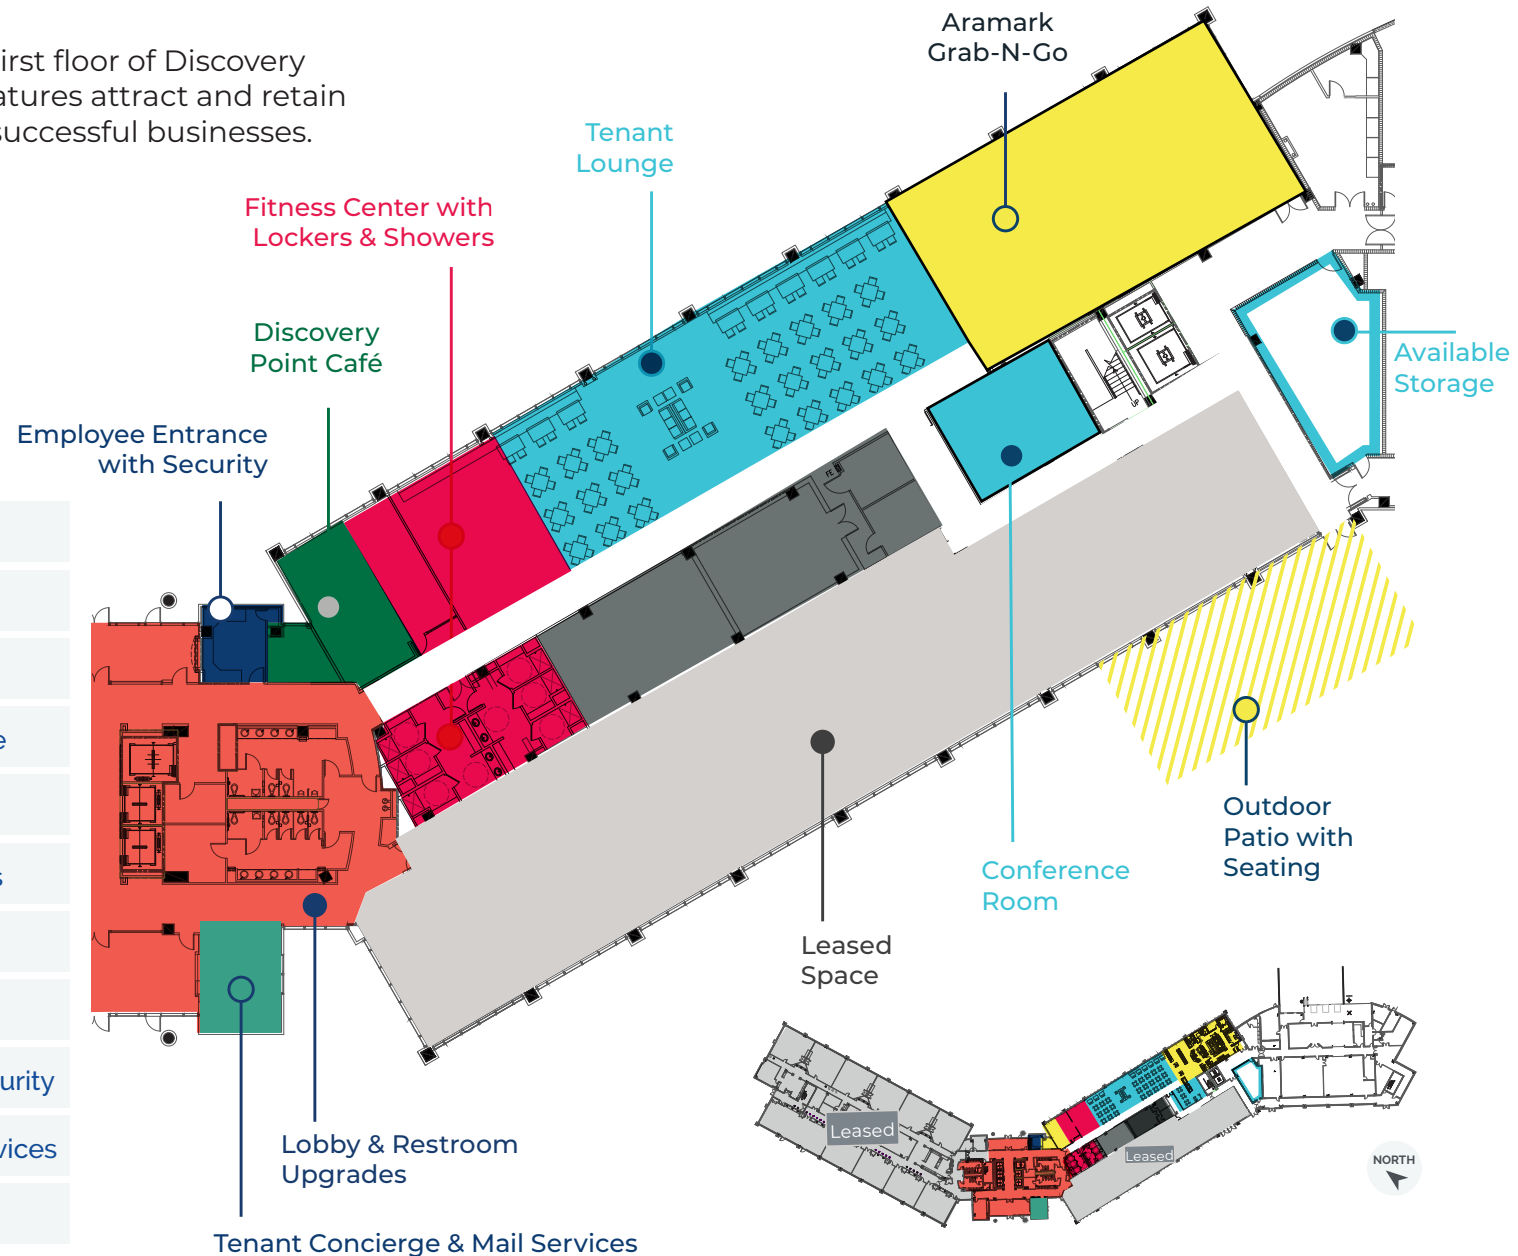 irst floor of Discovery
atures attract and retain
successful businesses.
Aramark
Grab-N-Go
Tenant
Lounge
Fitness Center with
Lockers & Showers
Discovery
Point Café
Employee Entrance
with Security
Available
Storage
FE
UP
e
s
urity
vices
Outdoor
Patio with
Seating
Conference
Room
Leased
Space
Lobby & Restroom
Upgrades
Tenant Concierge & Mail Services
Leased
Leased
NORTH